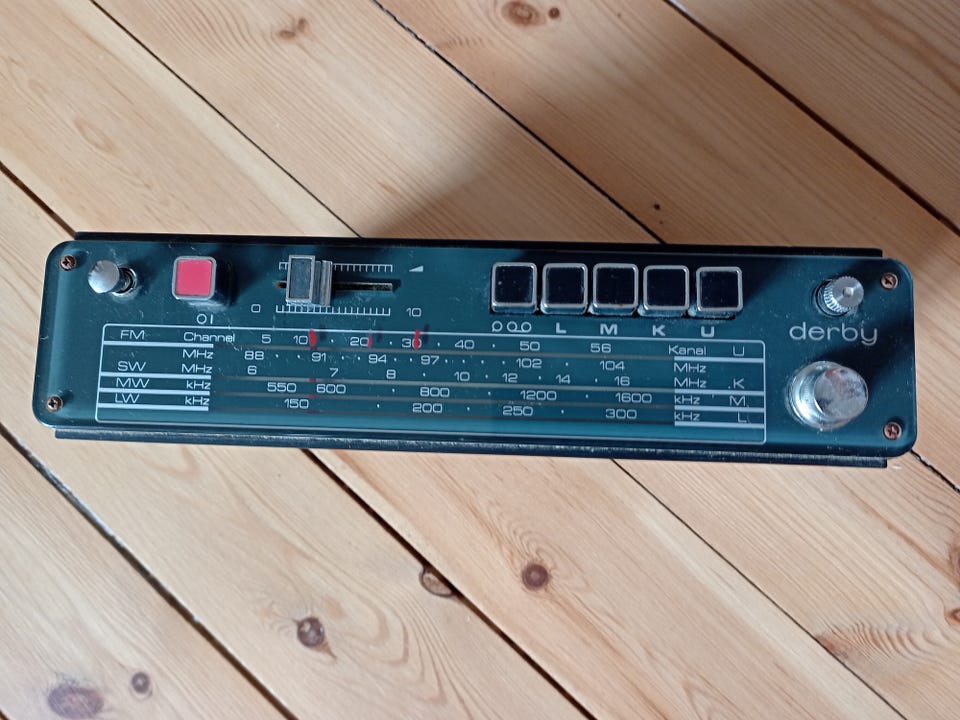 0 10
OI
L M K U
derby
FM Channel 5 10 20 30 40 50 56 Kanal U
MHz 88 91 94 97 102 104 MHz
SW MHz 6 7 8 10 12 14 16 MHz K
MW kHz 550 600 800 1200 1600 kHz M
LW kHz 150 200 250 300 kHz L